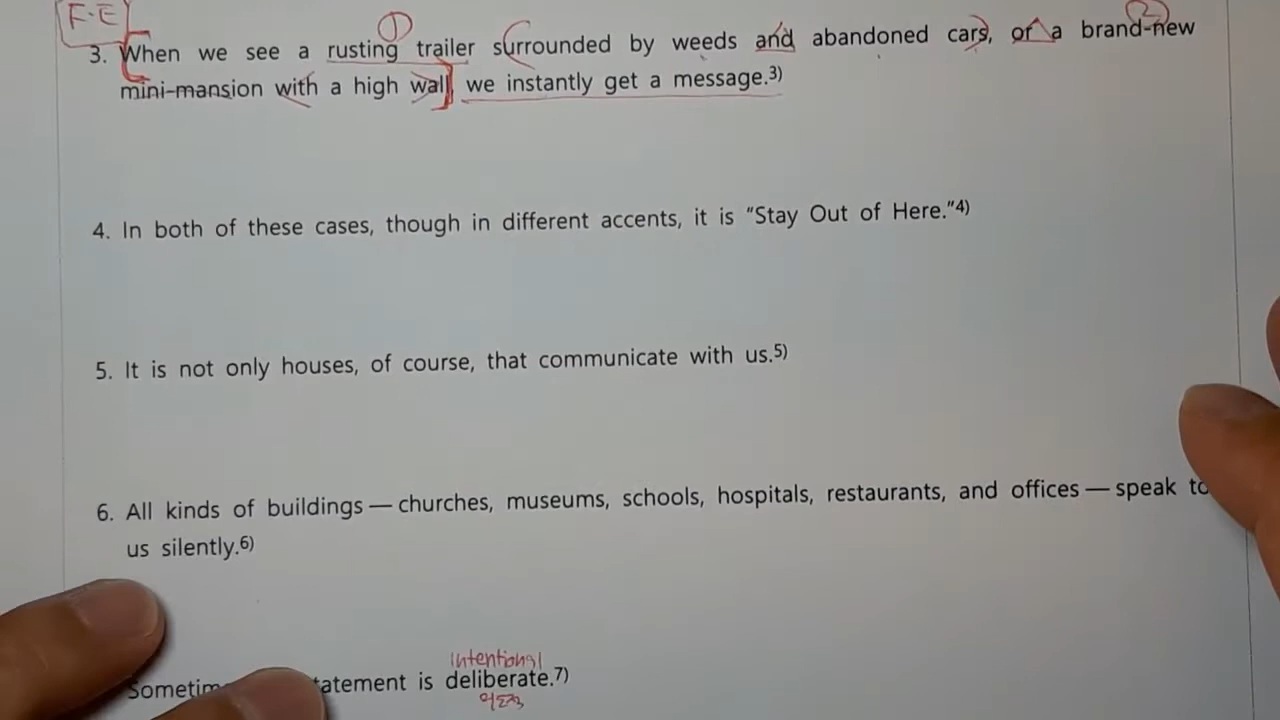 F·E
①
②
3. When we see a rusting trailer surrounded by weeds and abandoned cars, or a brand-new
mini-mansion with a high wall, we instantly get a message.3)
4. In both of these cases, though in different accents, it is “Stay Out of Here.”4)
5. It is not only houses, of course, that communicate with us.5)
6. All kinds of buildings — churches, museums, schools, hospitals, restaurants, and offices — speak to
us silently.6)
intentional
is deliberate.7)